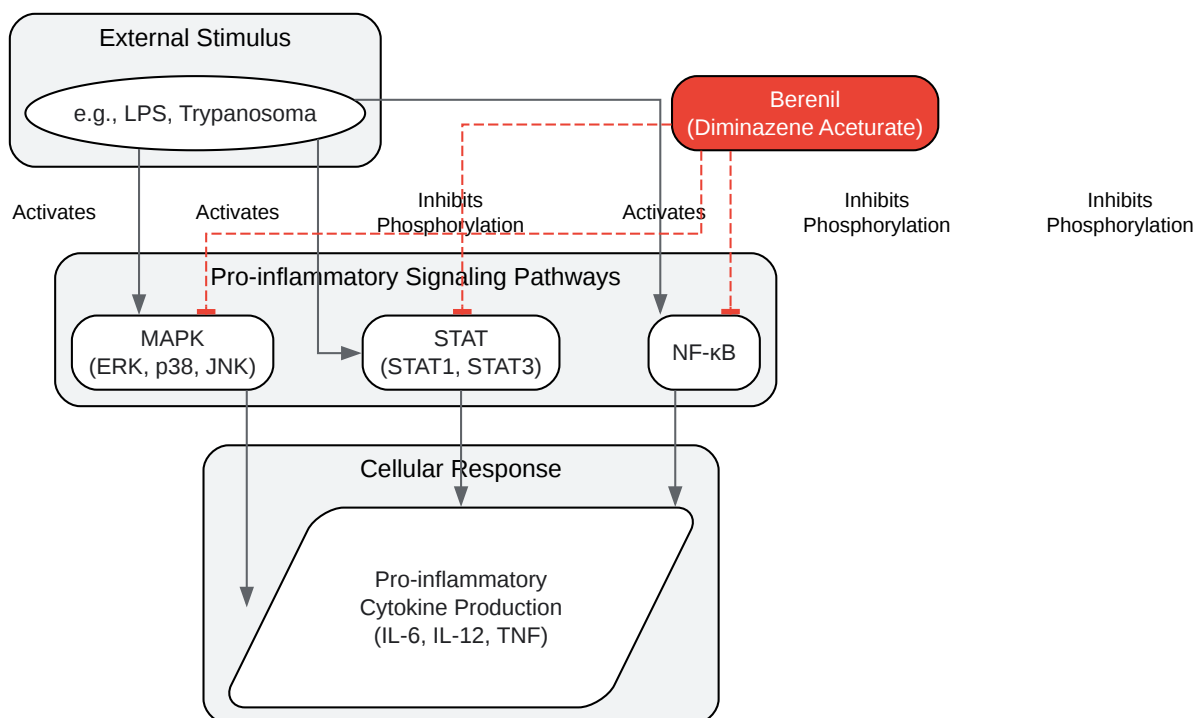 External Stimulus
e.g., LPS, Trypanosoma
Berenil
(Diminazene Aceturate)
Activates
Activates
Inhibits
Phosphorylation
Activates
Inhibits
Phosphorylation
Inhibits
Phosphorylation
Pro-inflammatory Signaling Pathways
MAPK
(ERK, p38, JNK)
STAT
(STAT1, STAT3)
NF-κB
Cellular Response
Pro-inflammatory
Cytokine Production
(IL-6, IL-12, TNF)